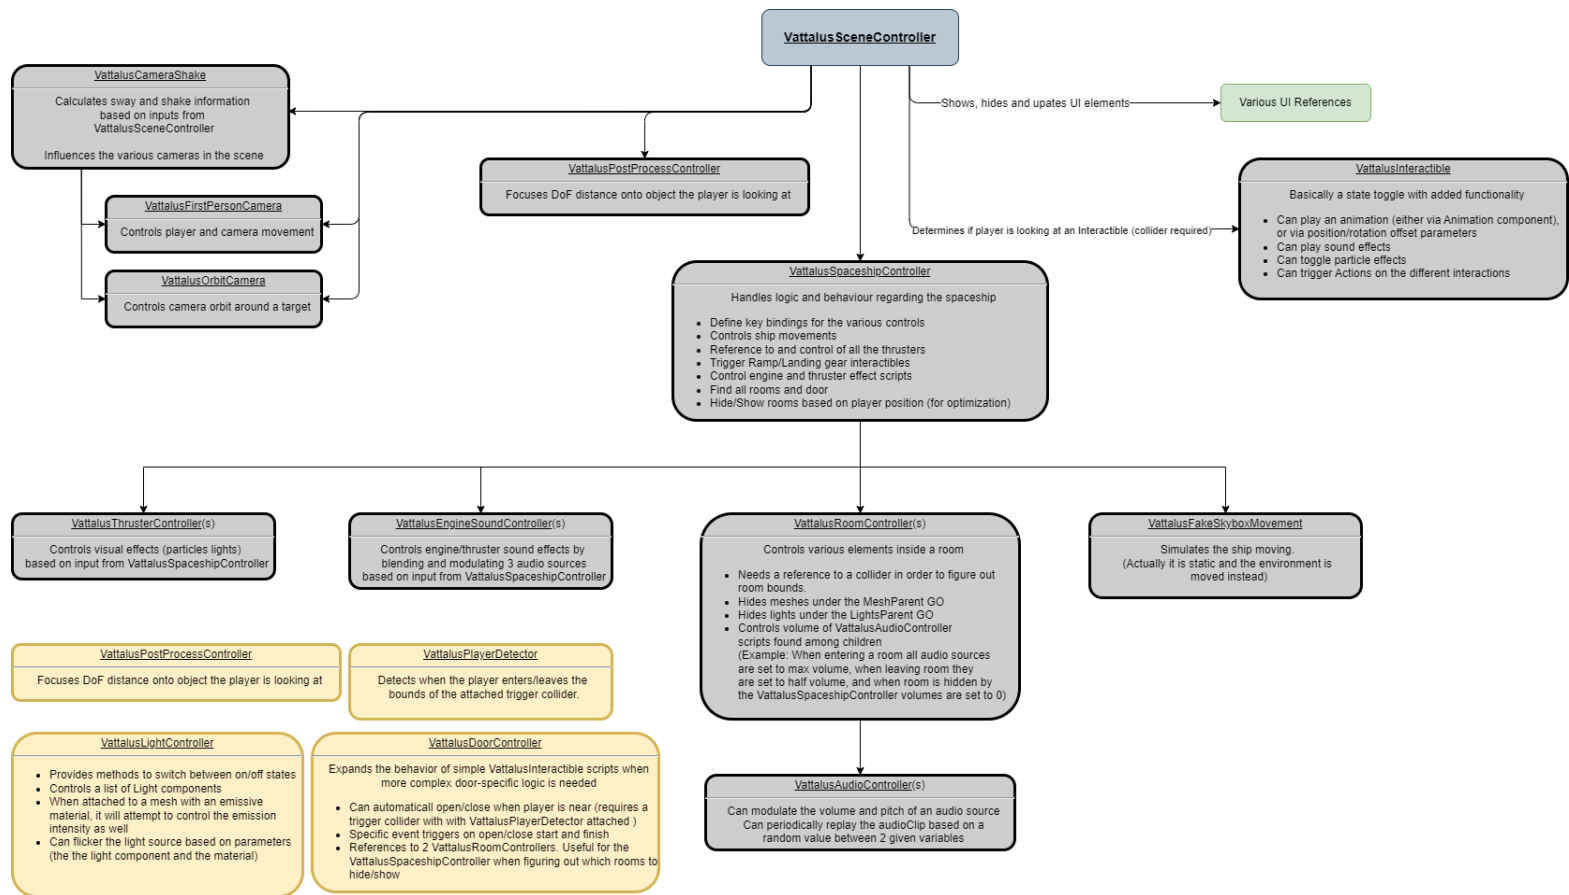 VattalusSceneController
VattalusCameraShake
Calculates sway and shake information
based on inputs from
VattalusSceneController
Influences the various cameras in the scene
Shows, hides and upates UI elements
Various UI References
VattalusPostProcessController
Focuses DoF distance onto object the player is looking at
VattalusInteractible
Basically a state toggle with added functionality
• Can play an animation (either via Animation component),
or via position/rotation offset parameters
• Can play sound effects
• Can toggle particle effects
• Can trigger Actions on the different interactions
VattalusFirstPersonCamera
Controls player and camera movement
Determines if player is looking at an Interactible (collider required)
VattalusOrbitCamera
Controls camera orbit around a target
VattalusSpaceshipController
Handles logic and behaviour regarding the spaceship
• Define key bindings for the various controls
• Controls ship movements
• Reference to and control of all the thrusters
• Trigger Ramp/Landing gear interactibles
• Control engine and thruster effect scripts
• Find all rooms and door
• Hide/Show rooms based on player position (for optimization)
VattalusThrusterController(s)
Controls visual effects (particles lights)
based on input from VattalusSpaceshipController
VattalusEngineSoundController(s)
Controls engine/thruster sound effects by
blending and modulating 3 audio sources
based on input from VattalusSpaceshipController
VattalusRoomController(s)
Controls various elements inside a room
• Needs a reference to a collider in order to figure out
room bounds.
• Hides meshes under the MeshParent GO
• Hides lights under the LightsParent GO
• Controls volume of VattalusAudioController
scripts found among children
(Example: When entering a room all audio sources
are set to max volume, when leaving room they
are set to half volume, and when room is hidden by
the VattalusSpaceshipController volumes are set to 0)
VattalusFakeSkyboxMovement
Simulates the ship moving.
(Actually it is static and the environment is
moved instead)
VattalusPostProcessController
Focuses DoF distance onto object the player is looking at
VattalusPlayerDetector
Detects when the player enters/leaves the
bounds of the attached trigger collider.
VattalusLightController
• Provides methods to switch between on/off states
• Controls a list of Light components
• When attached to a mesh with an emissive
material, it will attempt to control the emission
intensity as well
• Can flicker the light source based on parameters
(the the light component and the material)
VattalusDoorController
Expands the behavior of simple VattalusInteractible scripts when
more complex door-specific logic is needed
• Can automaticall open/close when player is near (requires a
trigger collider with with VattalusPlayerDetector attached )
• Specific event triggers on open/close start and finish
• References to 2 VattalusRoomControllers. Useful for the
VattalusSpaceshipController when figuring out which rooms to
hide/show
VattalusAudioController(s)
Can modulate the volume and pitch of an audio source
Can periodically replay the audioClip based on a
random value between 2 given variables